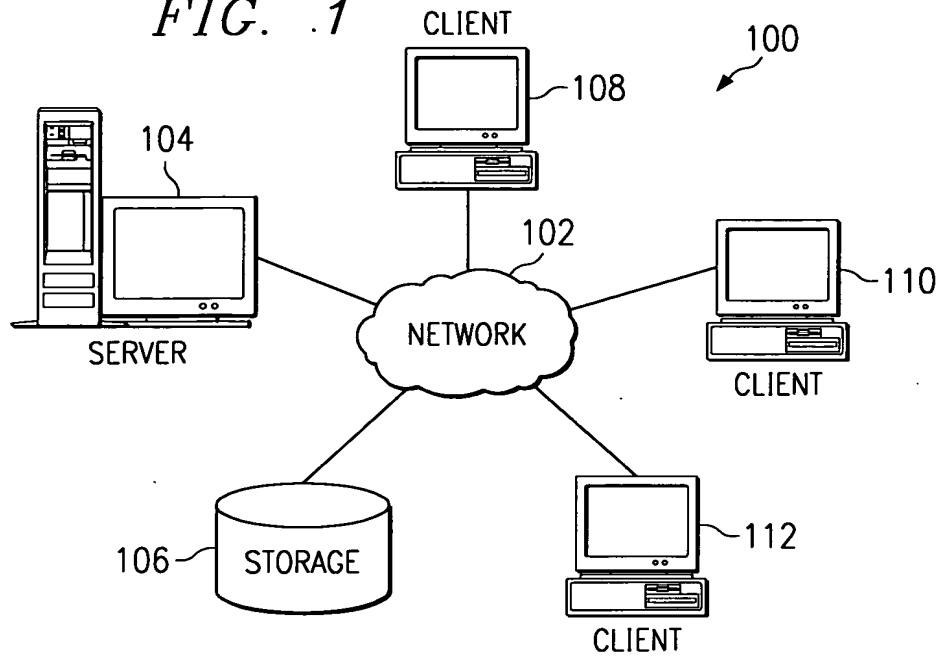 FIG. 1
CLIENT
100
108
104
102
110
NETWORK
SERVER
CLIENT
112
106
STORAGE
CLIENT